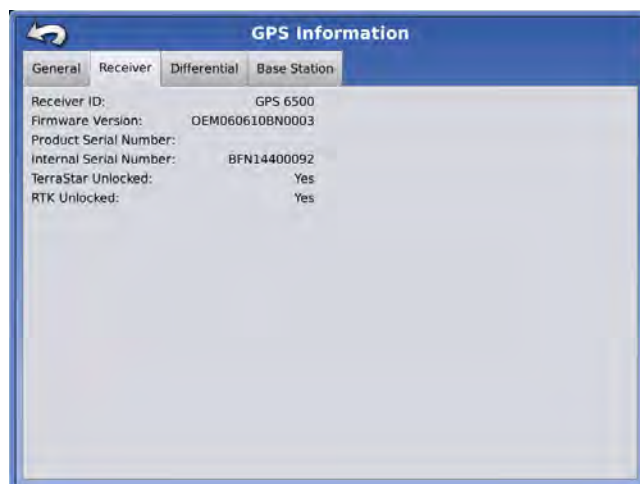 GPS Information
General Receiver Differential Base Station
Receiver ID: GPS 6500
Firmware Version: OEM060610BN0003
Product Serial Number:
Internal Serial Number: BFN14400092
TerraStar Unlocked: Yes
RTK Unlocked: Yes